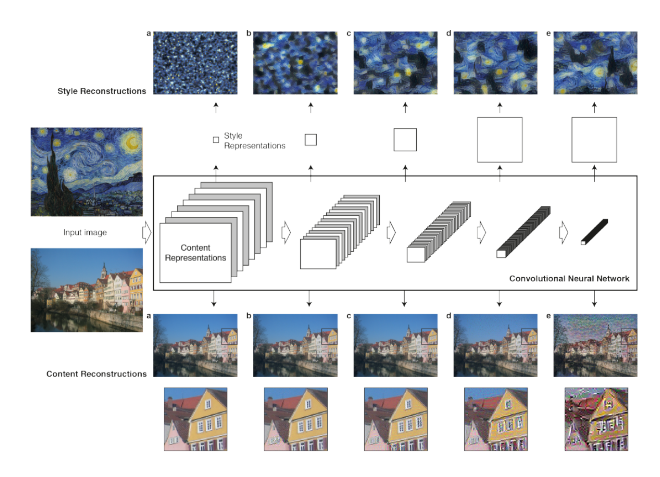 a b c d e
Style Reconstructions
Style
Representations
Input image
Content
Representations
Convolutional Neural Network
a b c d e
Content Reconstructions